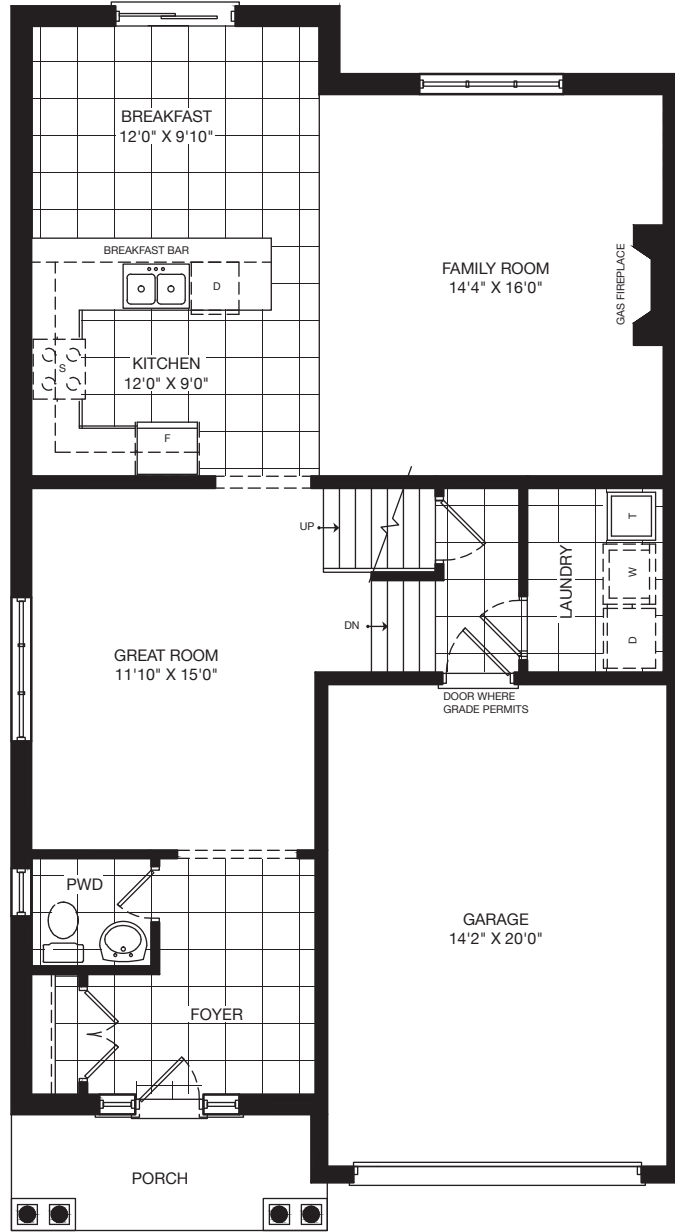 BREAKFAST
12'0" X 9'10"
BREAKFAST BAR
D
FAMILY ROOM
14'4" X 16'0"
GAS FIREPLACE
S
KITCHEN
12'0" X 9'0"
F
UP
T
W
D
LAUNDRY
DN
GREAT ROOM
11'10" X 15'0"
DOOR WHERE
GRADE PERMITS
PWD
GARAGE
14'2" X 20'0"
FOYER
PORCH